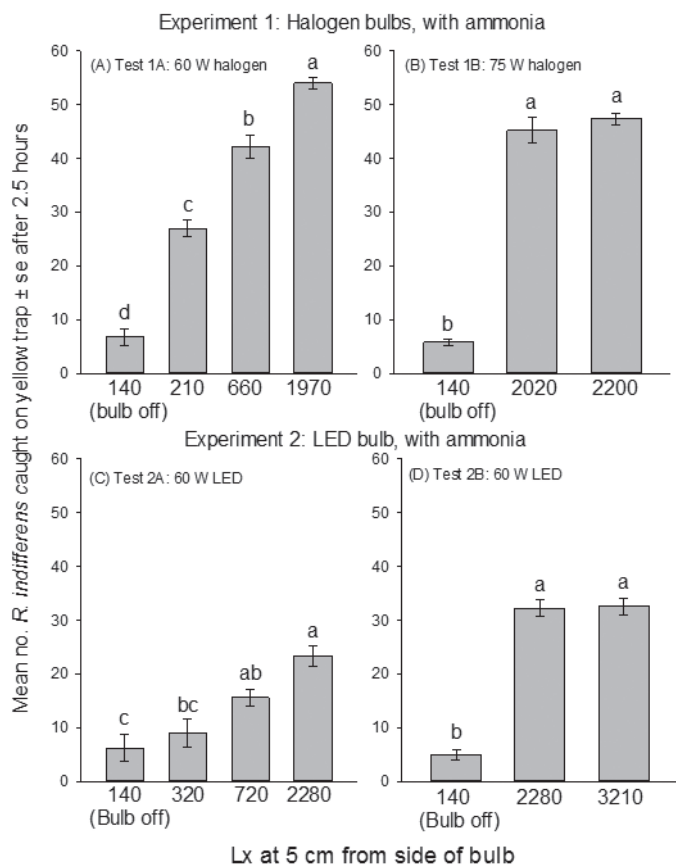 Experiment 1: Halogen bulbs, with ammonia
Mean no. R. indifferens caught on yellow trap ± se after 2.5 hours
(A) Test 1A: 60 W halogen
60
50
40
30
20
10
0
d
c
b
a
140
210
660
1970
(bulb off)
(B) Test 1B: 75 W halogen
60
50
40
30
20
10
0
b
a
a
140
2020
2200
(bulb off)
Experiment 2: LED bulb, with ammonia
(C) Test 2A: 60 W LED
60
50
40
30
20
10
0
c
bc
ab
a
140
320
720
2280
(Bulb off)
(D) Test 2B: 60 W LED
60
50
40
30
20
10
0
b
a
a
140
2280
3210
(Bulb off)
Lx at 5 cm from side of bulb